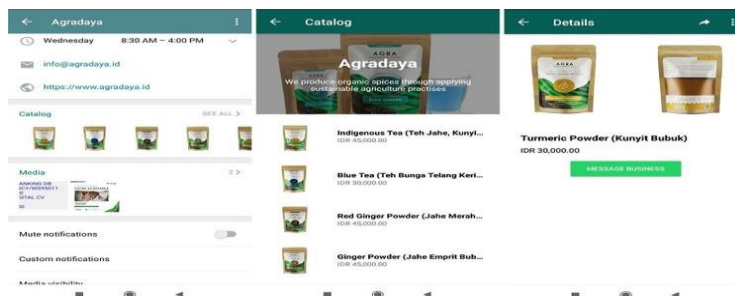 Agradaya
Wednesday 8:30 AM – 4:00 PM
info@agradaya.id
https://www.agradaya.id
Catalog SEE ALL >
Media 2 >
Mute notifications
Custom notifications
Media visibility
Catalog
AGRA
Agradaya
We produce organic spices through applying
sustainable agriculture practises
Indigenous Tea (Teh Jahe, Kunyi...
IDR 45,000.00
Blue Tea (Teh Bunga Telang Keri...
IDR 30,000.00
Red Ginger Powder (Jahe Merah...
IDR 45,000.00
Ginger Powder (Jahe Emprit Bub...
IDR 45,000.00
Details
AGRA
Turmeric Powder (Kunyit Bubuk)
IDR 30,000.00
MESSAGE BUSINESS